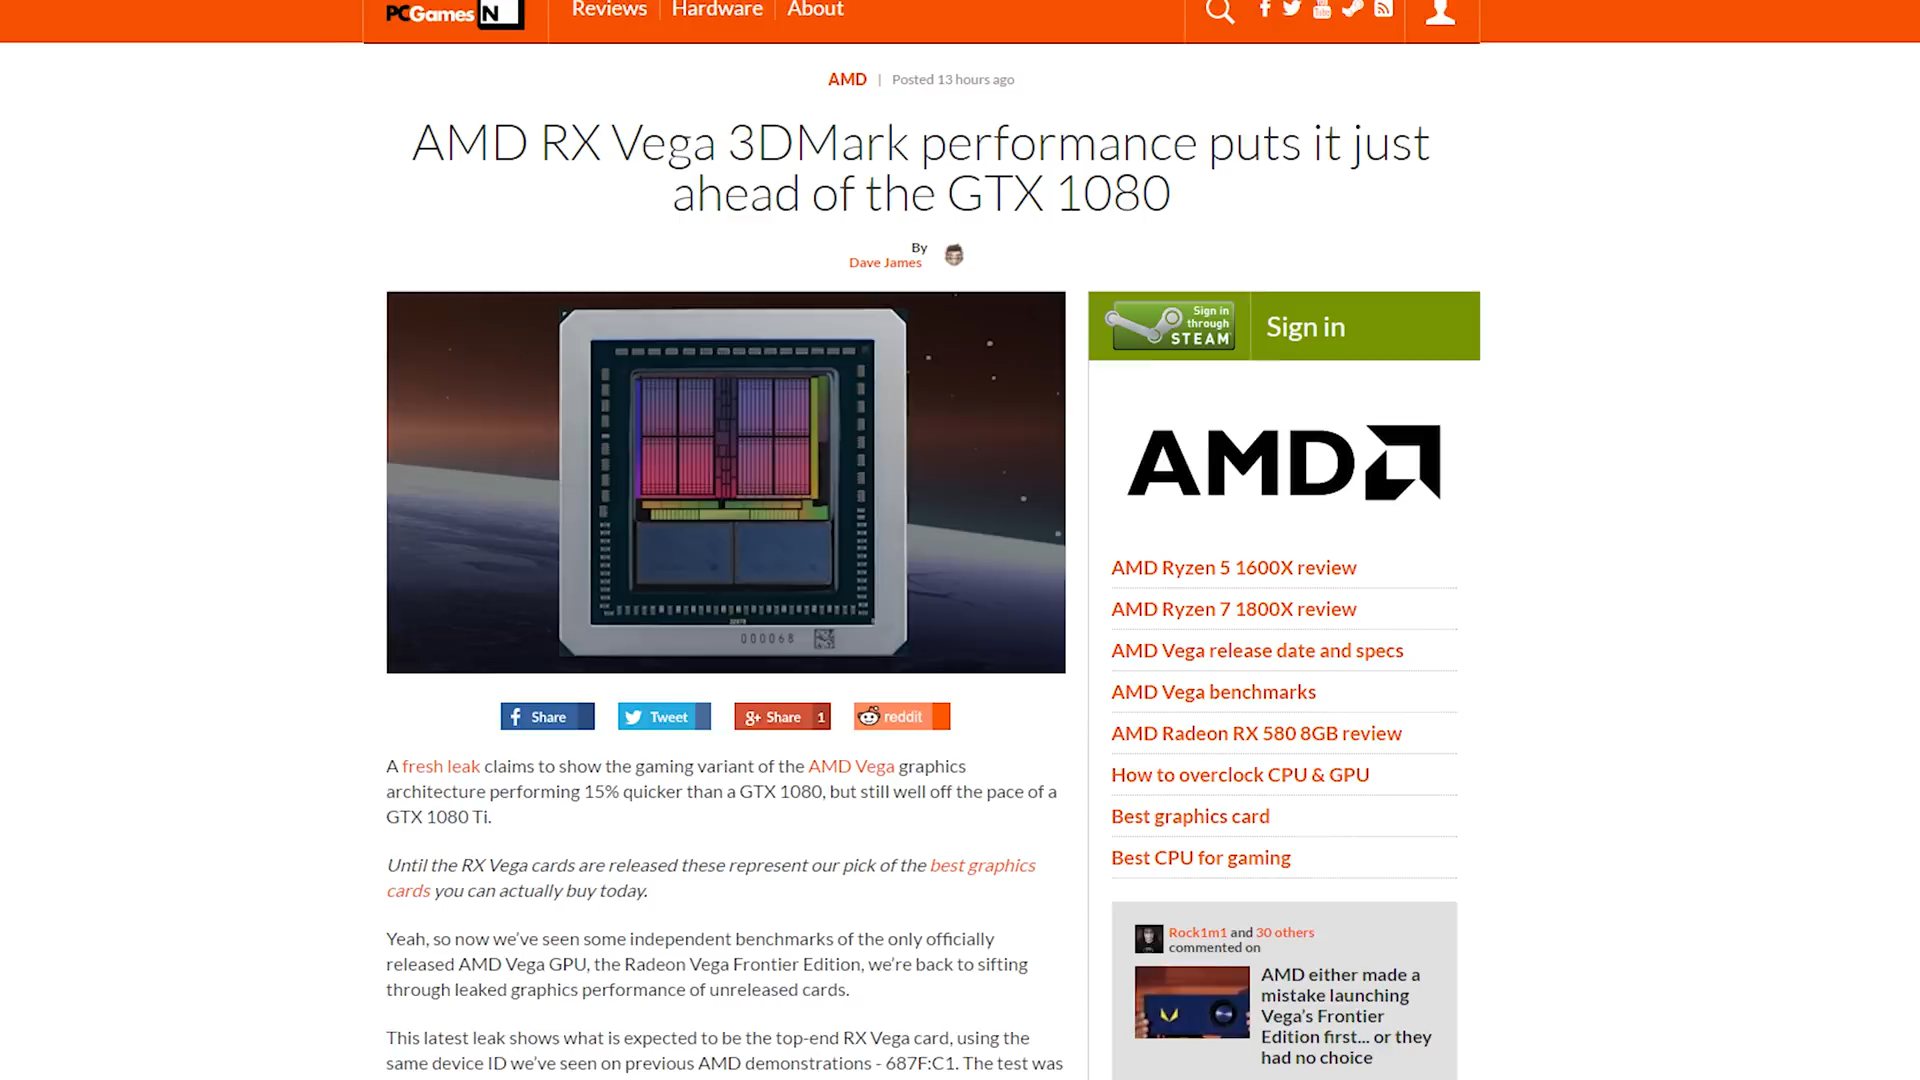 PCGamesN
Reviews
Hardware
About
AMD | Posted 13 hours ago
AMD RX Vega 3DMark performance puts it just
ahead of the GTX 1080
By
Dave James
000068
Sign in
through
STEAM
Sign in
AMD
Share
Tweet
g+ Share 1
reddit
A fresh leak claims to show the gaming variant of the AMD Vega graphics
architecture performing 15% quicker than a GTX 1080, but still well off the pace of a
GTX 1080 Ti.
Until the RX Vega cards are released these represent our pick of the best graphics
cards you can actually buy today.
Yeah, so now we've seen some independent benchmarks of the only officially
released AMD Vega GPU, the Radeon Vega Frontier Edition, we're back to sifting
through leaked graphics performance of unreleased cards.
This latest leak shows what is expected to be the top-end RX Vega card, using the
same device ID we've seen on previous AMD demonstrations - 687F:C1. The test was
AMD Ryzen 5 1600X review
AMD Ryzen 7 1800X review
AMD Vega release date and specs
AMD Vega benchmarks
AMD Radeon RX 580 8GB review
How to overclock CPU & GPU
Best graphics card
Best CPU for gaming
Rock1m1 and 30 others
commented on
AMD either made a
mistake launching
Vega's Frontier
Edition first... or they
had no choice